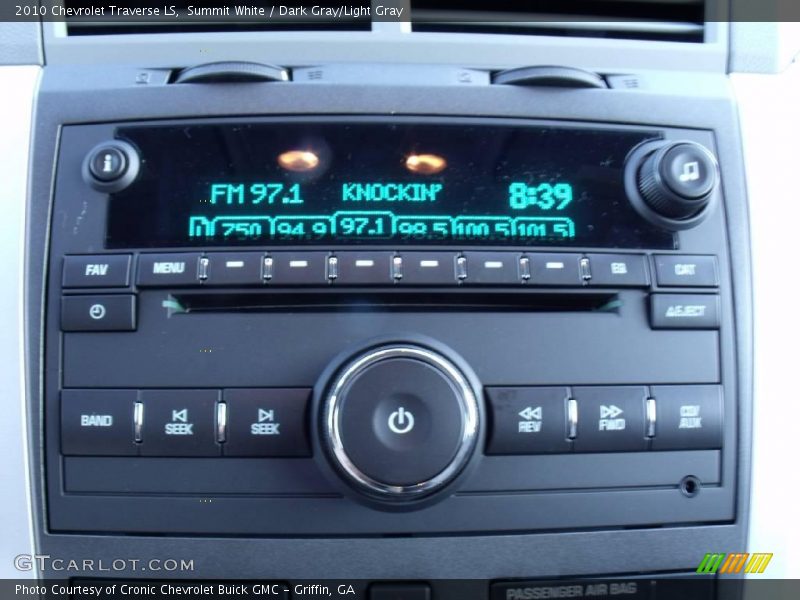 2010 Chevrolet Traverse LS, Summit White / Dark Gray/Light Gray
FM 97.1 KNOCKIN' 8:39
750 94.9 97.1 98.5 100.5 101.5
FAV MENU EQ CAT
EJECT
BAND SEEK SEEK REV FWD CD/AUX
GTCARLOT.COM
PASSENGER AIR BAG
Photo Courtesy of Cronic Chevrolet Buick GMC - Griffin, GA